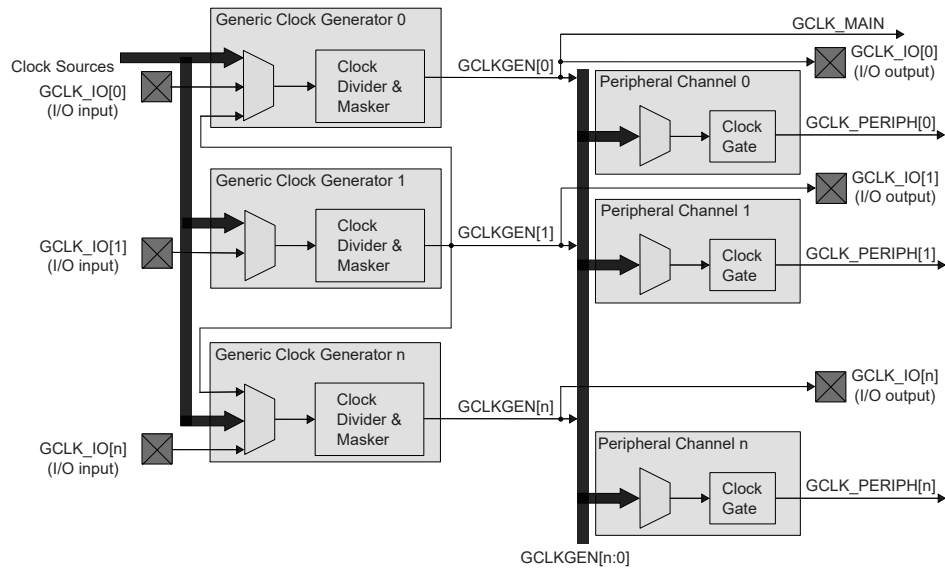 Generic Clock Generator 0
GCLK_MAIN
GCLK_IO[0]
(I/O output)
Clock Sources
GCLK_IO[0]
(I/O input)
Clock
Divider &
Masker
GCLKGEN[0]
Peripheral Channel 0
Clock
Gate
GCLK_PERIPH[0]
Generic Clock Generator 1
GCLK_IO[1]
(I/O output)
GCLK_IO[1]
(I/O input)
Clock
Divider &
Masker
GCLKGEN[1]
Peripheral Channel 1
Clock
Gate
GCLK_PERIPH[1]
Generic Clock Generator n
GCLK_IO[n]
(I/O output)
GCLK_IO[n]
(I/O input)
Clock
Divider &
Masker
GCLKGEN[n]
Peripheral Channel n
Clock
Gate
GCLK_PERIPH[n]
GCLKGEN[n:0]